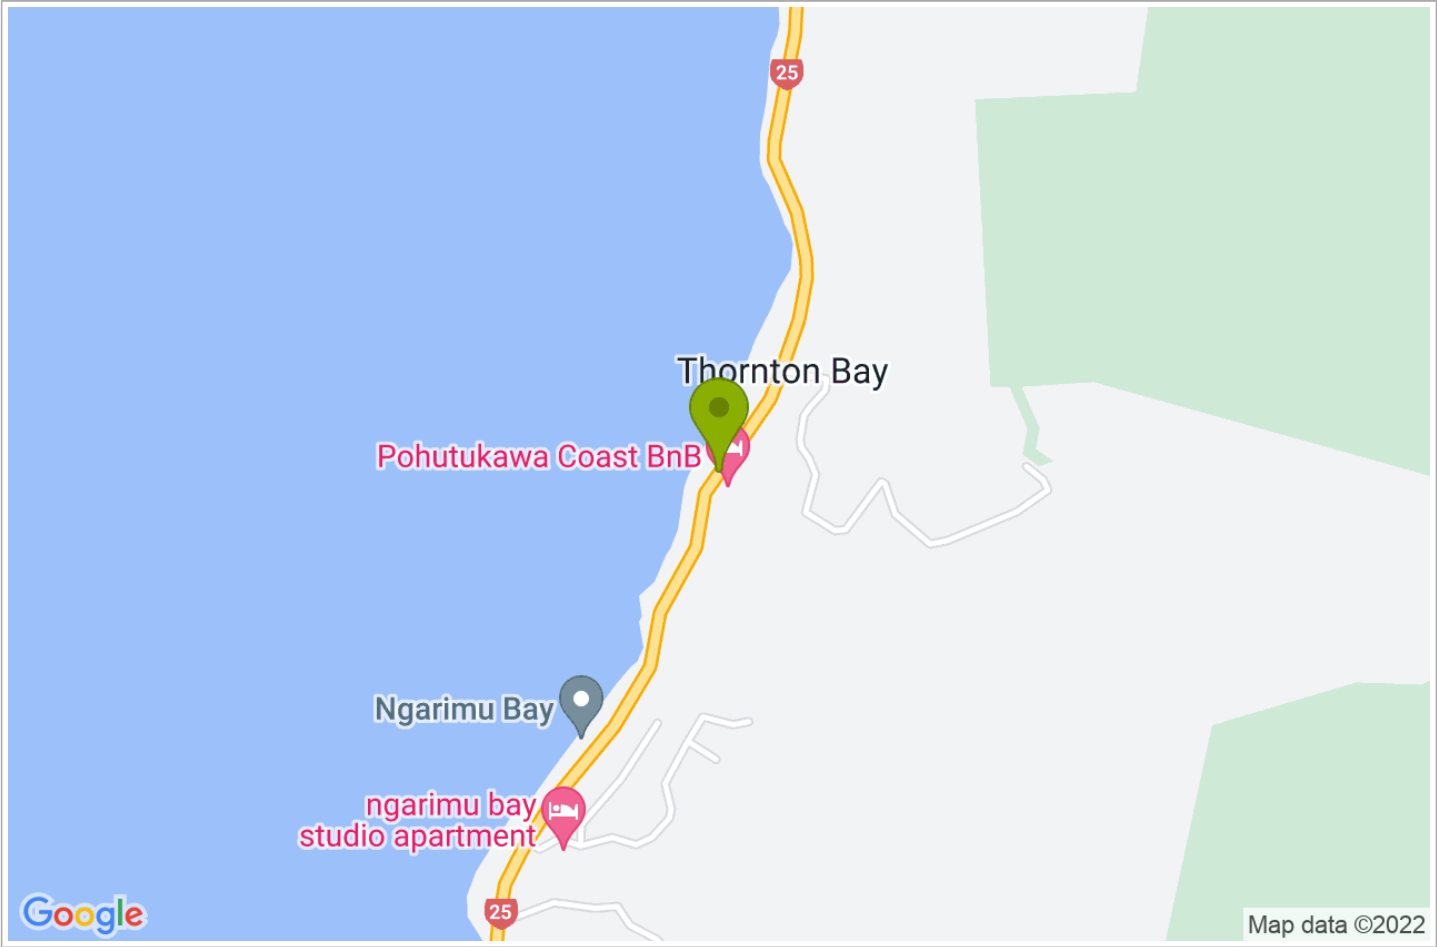 25
Thornton Bay
Pohutukawa Coast BnB
Ngarimu Bay
ngarimu bay
studio apartment
25
Google
Map data ©2022